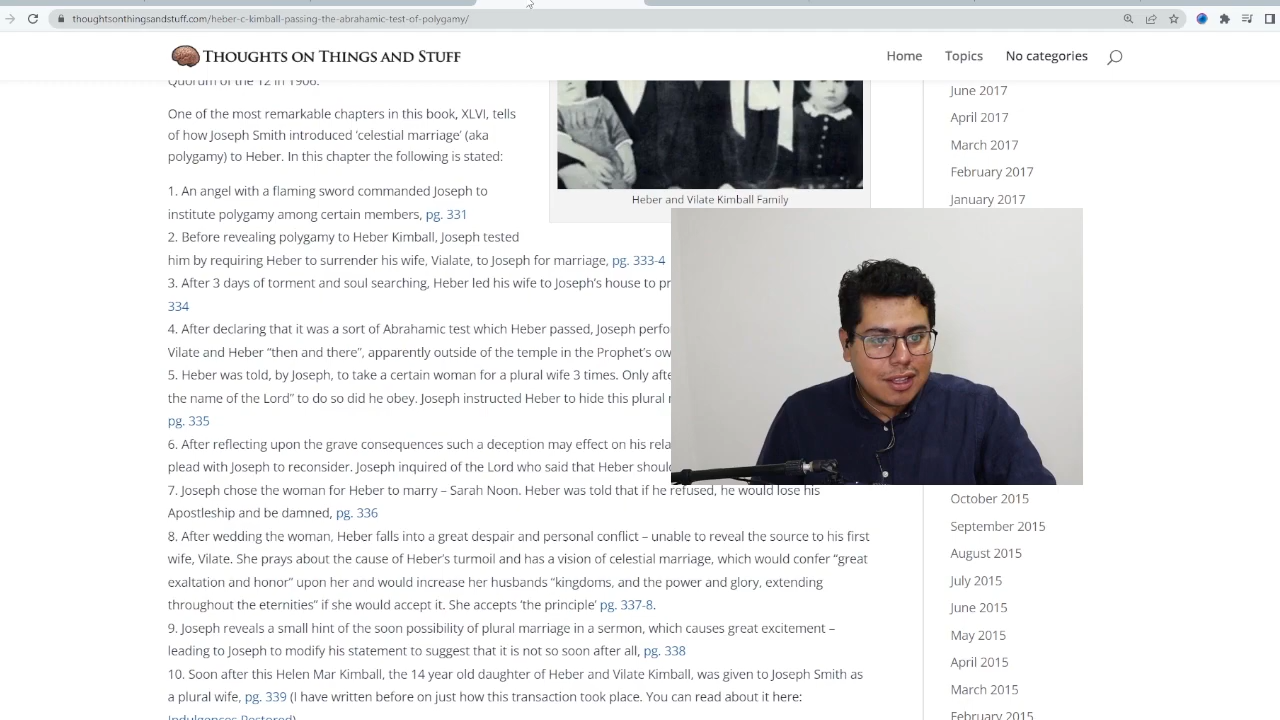 thoughtsonthingsandstuff.com/heber-c-kimball-passing-the-abrahamic-test-of-polygamy/
THOUGHTS ON THINGS AND STUFF
Home
Topics
No categories
Quorum of the 12 in 1906.
One of the most remarkable chapters in this book, XLVI, tells
of how Joseph Smith introduced ‘celestial marriage’ (aka
polygamy) to Heber. In this chapter the following is stated:
1. An angel with a flaming sword commanded Joseph to
institute polygamy among certain members, pg. 331
2. Before revealing polygamy to Heber Kimball, Joseph tested
him by requiring Heber to surrender his wife, Vialate, to Joseph for marriage, pg. 333-4
3. After 3 days of torment and soul searching, Heber led his wife to Joseph’s house to
334
4. After declaring that it was a sort of Abrahamic test which Heber passed, Joseph
Vilate and Heber “then and there”, apparently outside of the temple in the Prophet’s
5. Heber was told, by Joseph, to take a certain woman for a plural wife 3 times. Only
the name of the Lord” to do so did he obey. Joseph instructed Heber to hide this plural
pg. 335
6. After reflecting upon the grave consequences such a deception may effect on his
plead with Joseph to reconsider. Joseph inquired of the Lord who said that Heber
7. Joseph chose the woman for Heber to marry – Sarah Noon. Heber was told that if he refused, he would lose his
Apostleship and be damned, pg. 336
8. After wedding the woman, Heber falls into a great despair and personal conflict – unable to reveal the source to his first
wife, Vilate. She prays about the cause of Heber’s turmoil and has a vision of celestial marriage, which would confer “great
exaltation and honor” upon her and would increase her husbands “kingdoms, and the power and glory, extending
throughout the eternities” if she would accept it. She accepts ‘the principle’ pg. 337-8.
9. Joseph reveals a small hint of the soon possibility of plural marriage in a sermon, which causes great excitement –
leading to Joseph to modify his statement to suggest that it is not so soon after all, pg. 338
10. Soon after this Helen Mar Kimball, the 14 year old daughter of Heber and Vilate Kimball, was given to Joseph Smith as
a plural wife, pg. 339 (I have written before on just how this transaction took place. You can read about it here:
Indulgences Restored)
Heber and Vilate Kimball Family
June 2017
April 2017
March 2017
February 2017
January 2017
October 2015
September 2015
August 2015
July 2015
June 2015
May 2015
April 2015
March 2015
February 2015